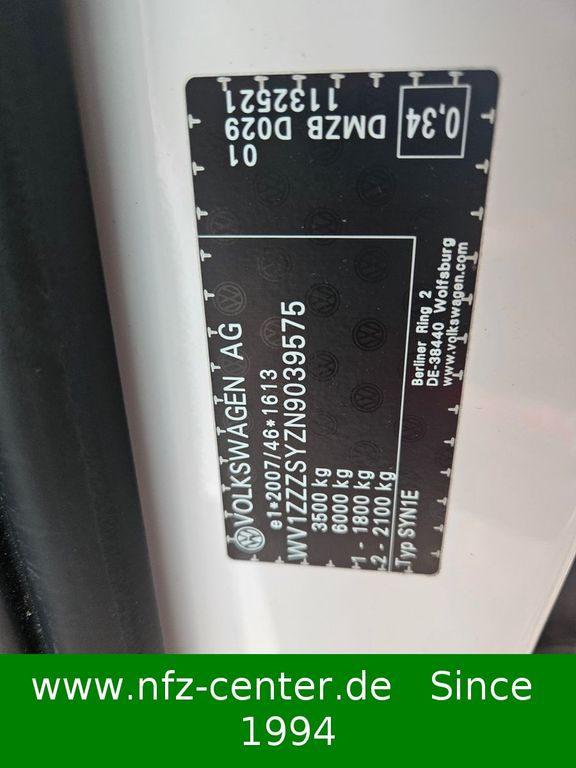 VOLKSWAGEN AG
e1*2007/46*1613
WV1ZZZSYZN9039575
3500 kg
6000 kg
1 - 1800 kg
2 - 2100 kg
Typ SYN1E
Berliner Ring 2
DE-38440 Wolfsburg
www.volkswagen.com
0,34
DMZB D029
1132521
01
www.nfz-center.de Since
1994